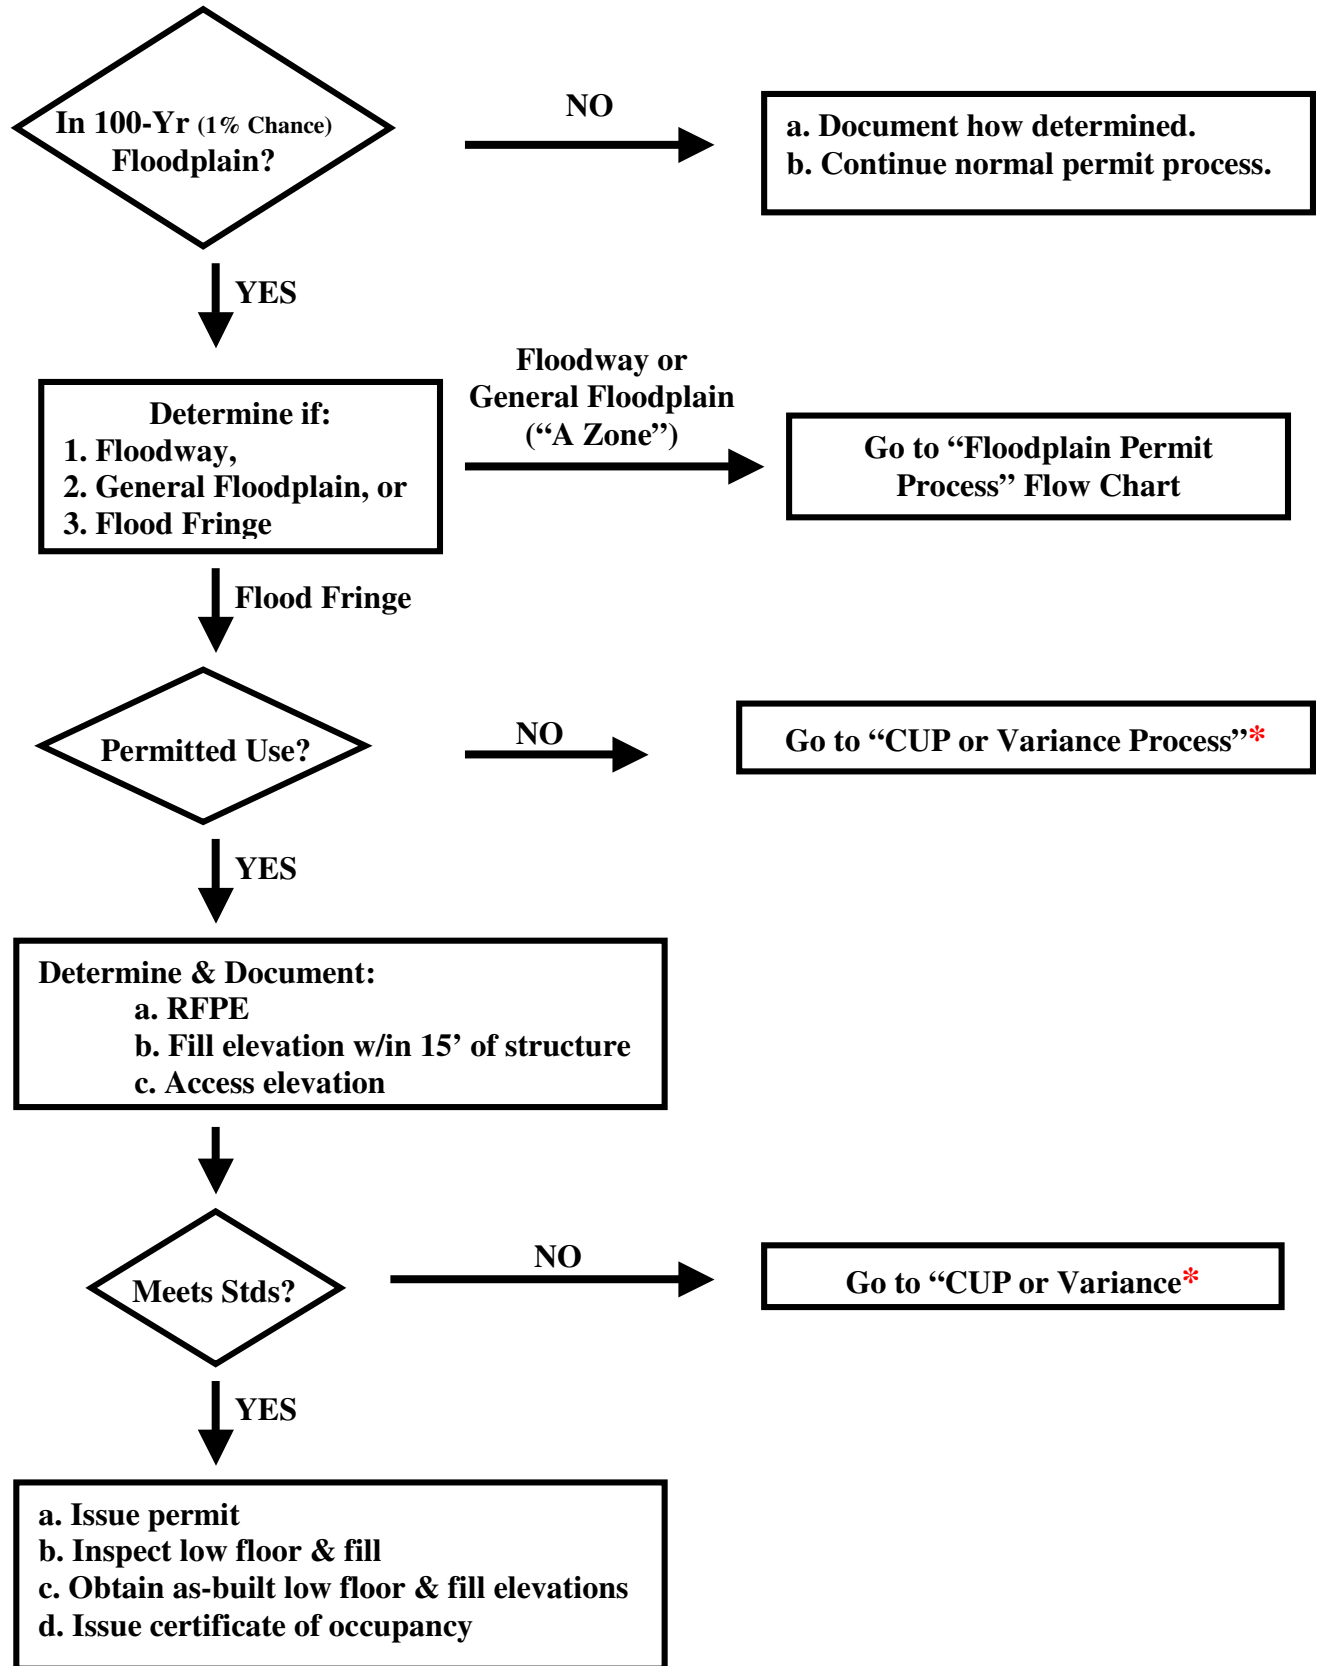 In 100-Yr (1% Chance)
Floodplain?
NO
a. Document how determined.
b. Continue normal permit process.
YES
Determine if:
1. Floodway,
2. General Floodplain, or
3. Flood Fringe
Floodway or
General Floodplain
(“A Zone”)
Go to “Floodplain Permit
Process” Flow Chart
Flood Fringe
Permitted Use?
NO
Go to “CUP or Variance Process”*
YES
Determine & Document:
a. RFPE
b. Fill elevation w/in 15’ of structure
c. Access elevation
Meets Stds?
NO
Go to “CUP or Variance*
YES
a. Issue permit
b. Inspect low floor & fill
c. Obtain as-built low floor & fill elevations
d. Issue certificate of occupancy